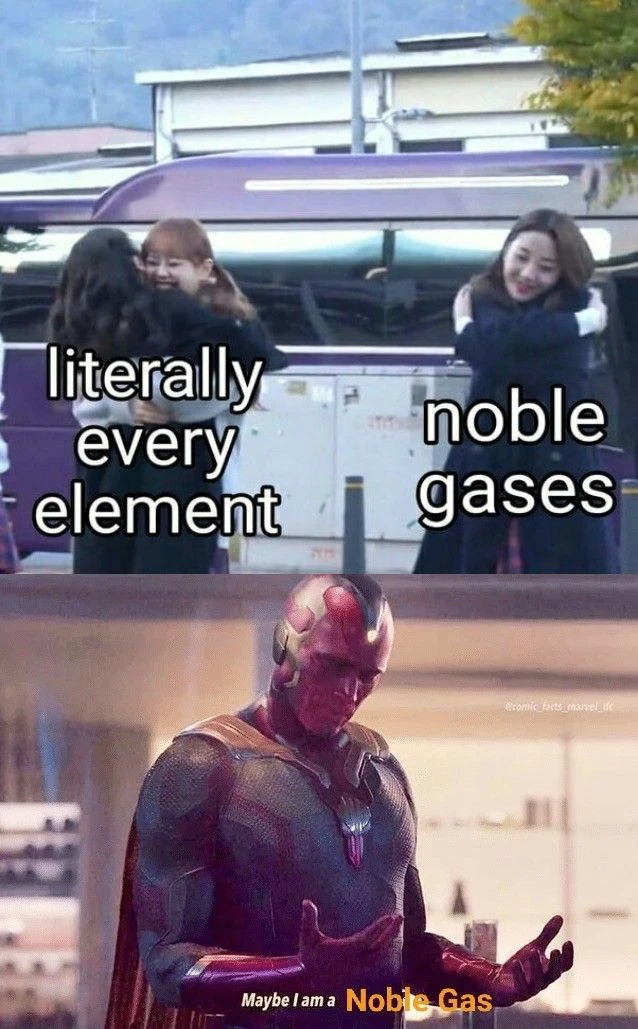 literally
every
element
noble
gases
@comic_facts_marvel_dc
Maybe I am a Noble Gas